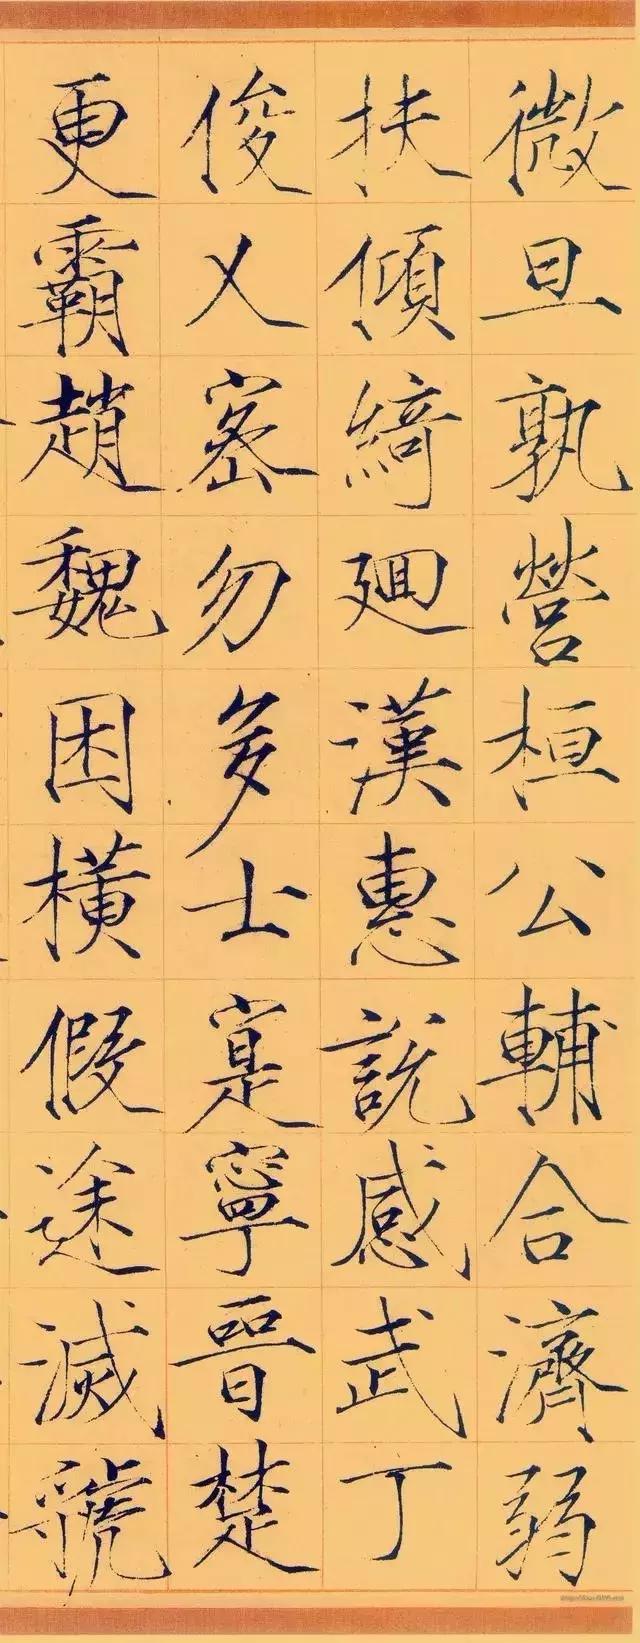 微旦孰營桓公輔合濟弱
扶傾綺廻漢惠說感武丁
俊乂密勿多士寔寧晉楚
更霸趙魏困橫假途滅虢